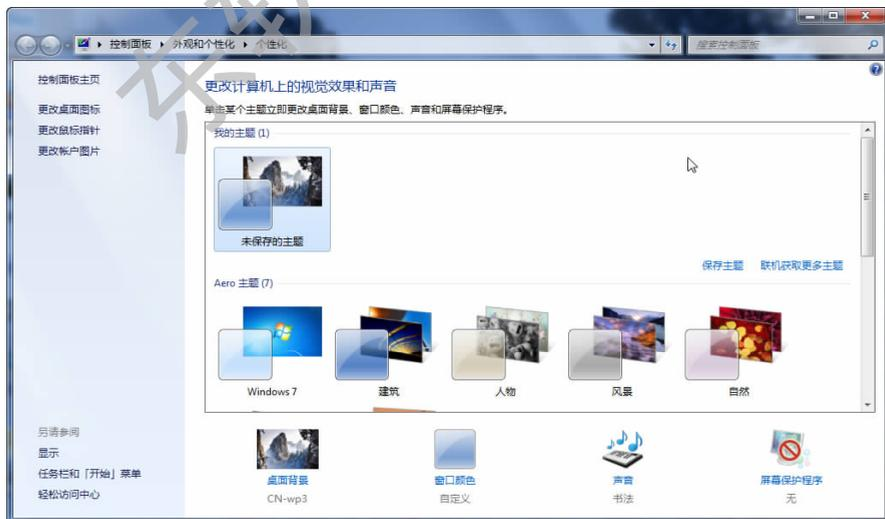 控制面板 ▸ 外观和个性化 ▸ 个性化
搜索控制面板
控制面板主页
更改桌面图标
更改鼠标指针
更改帐户图片
更改计算机上的视觉效果和声音
单击某个主题立即更改桌面背景、窗口颜色、声音和屏幕保护程序。
我的主题 (1)
未保存的主题
保存主题 联机获取更多主题
Aero 主题 (7)
Windows 7 建筑 人物 风景 自然
另请参阅
显示
任务栏和「开始」菜单
轻松访问中心
桌面背景 窗口颜色 声音 屏幕保护程序
CN-wp3 自定义 书法 无